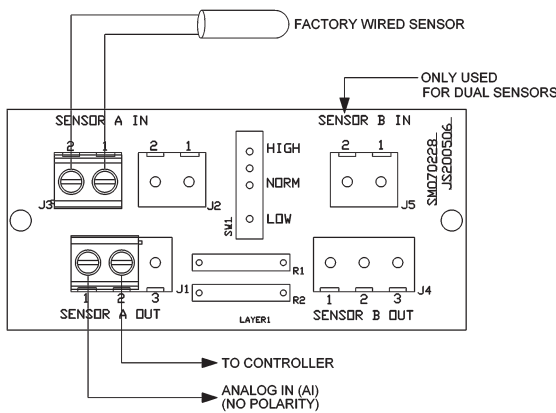 FACTORY WIRED SENSOR
ONLY USED
FOR DUAL SENSORS
SENSOR A IN
SENSOR B IN
2 1
2 1
2 1
HIGH
NORM
LOW
SW1
J3
J2
J5
SM070228
JS200506
R1
R2
J1
J4
1 2 3
1 2 3
SENSOR A OUT
SENSOR B OUT
LAYER1
TO CONTROLLER
ANALOG IN (AI)
(NO POLARITY)